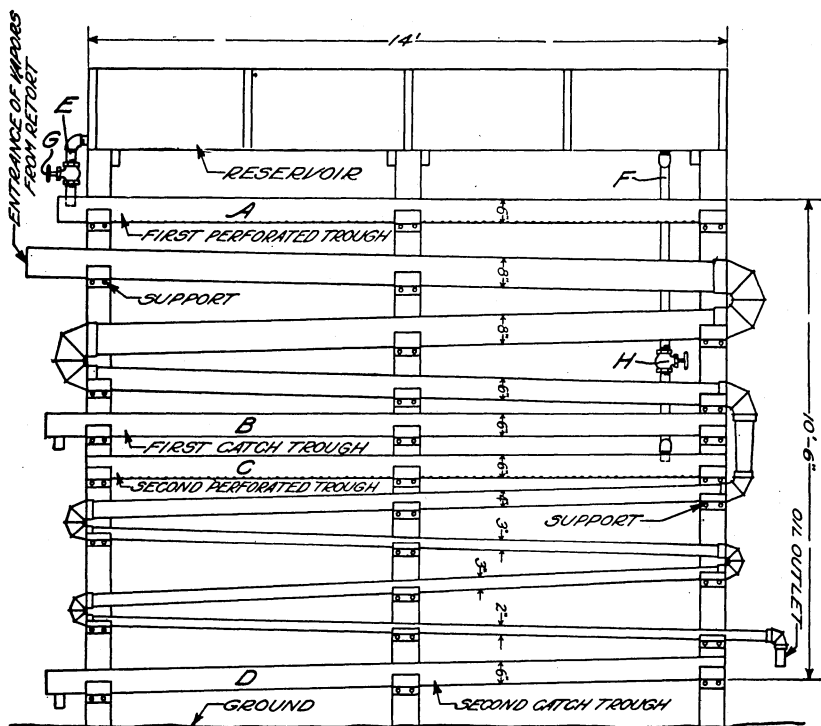 14'
ENTRANCE OF VAPORS
FROM RETORT
E
G
RESERVOIR
F
A
6"
FIRST PERFORATED TROUGH
8"
SUPPORT
8"
H
6"
B
6"
FIRST CATCH TROUGH
C
6"
SECOND PERFORATED TROUGH
4"
SUPPORT
3"
3"
2"
10'-6"
OIL OUTLET
D
6"
SECOND CATCH TROUGH
GROUND